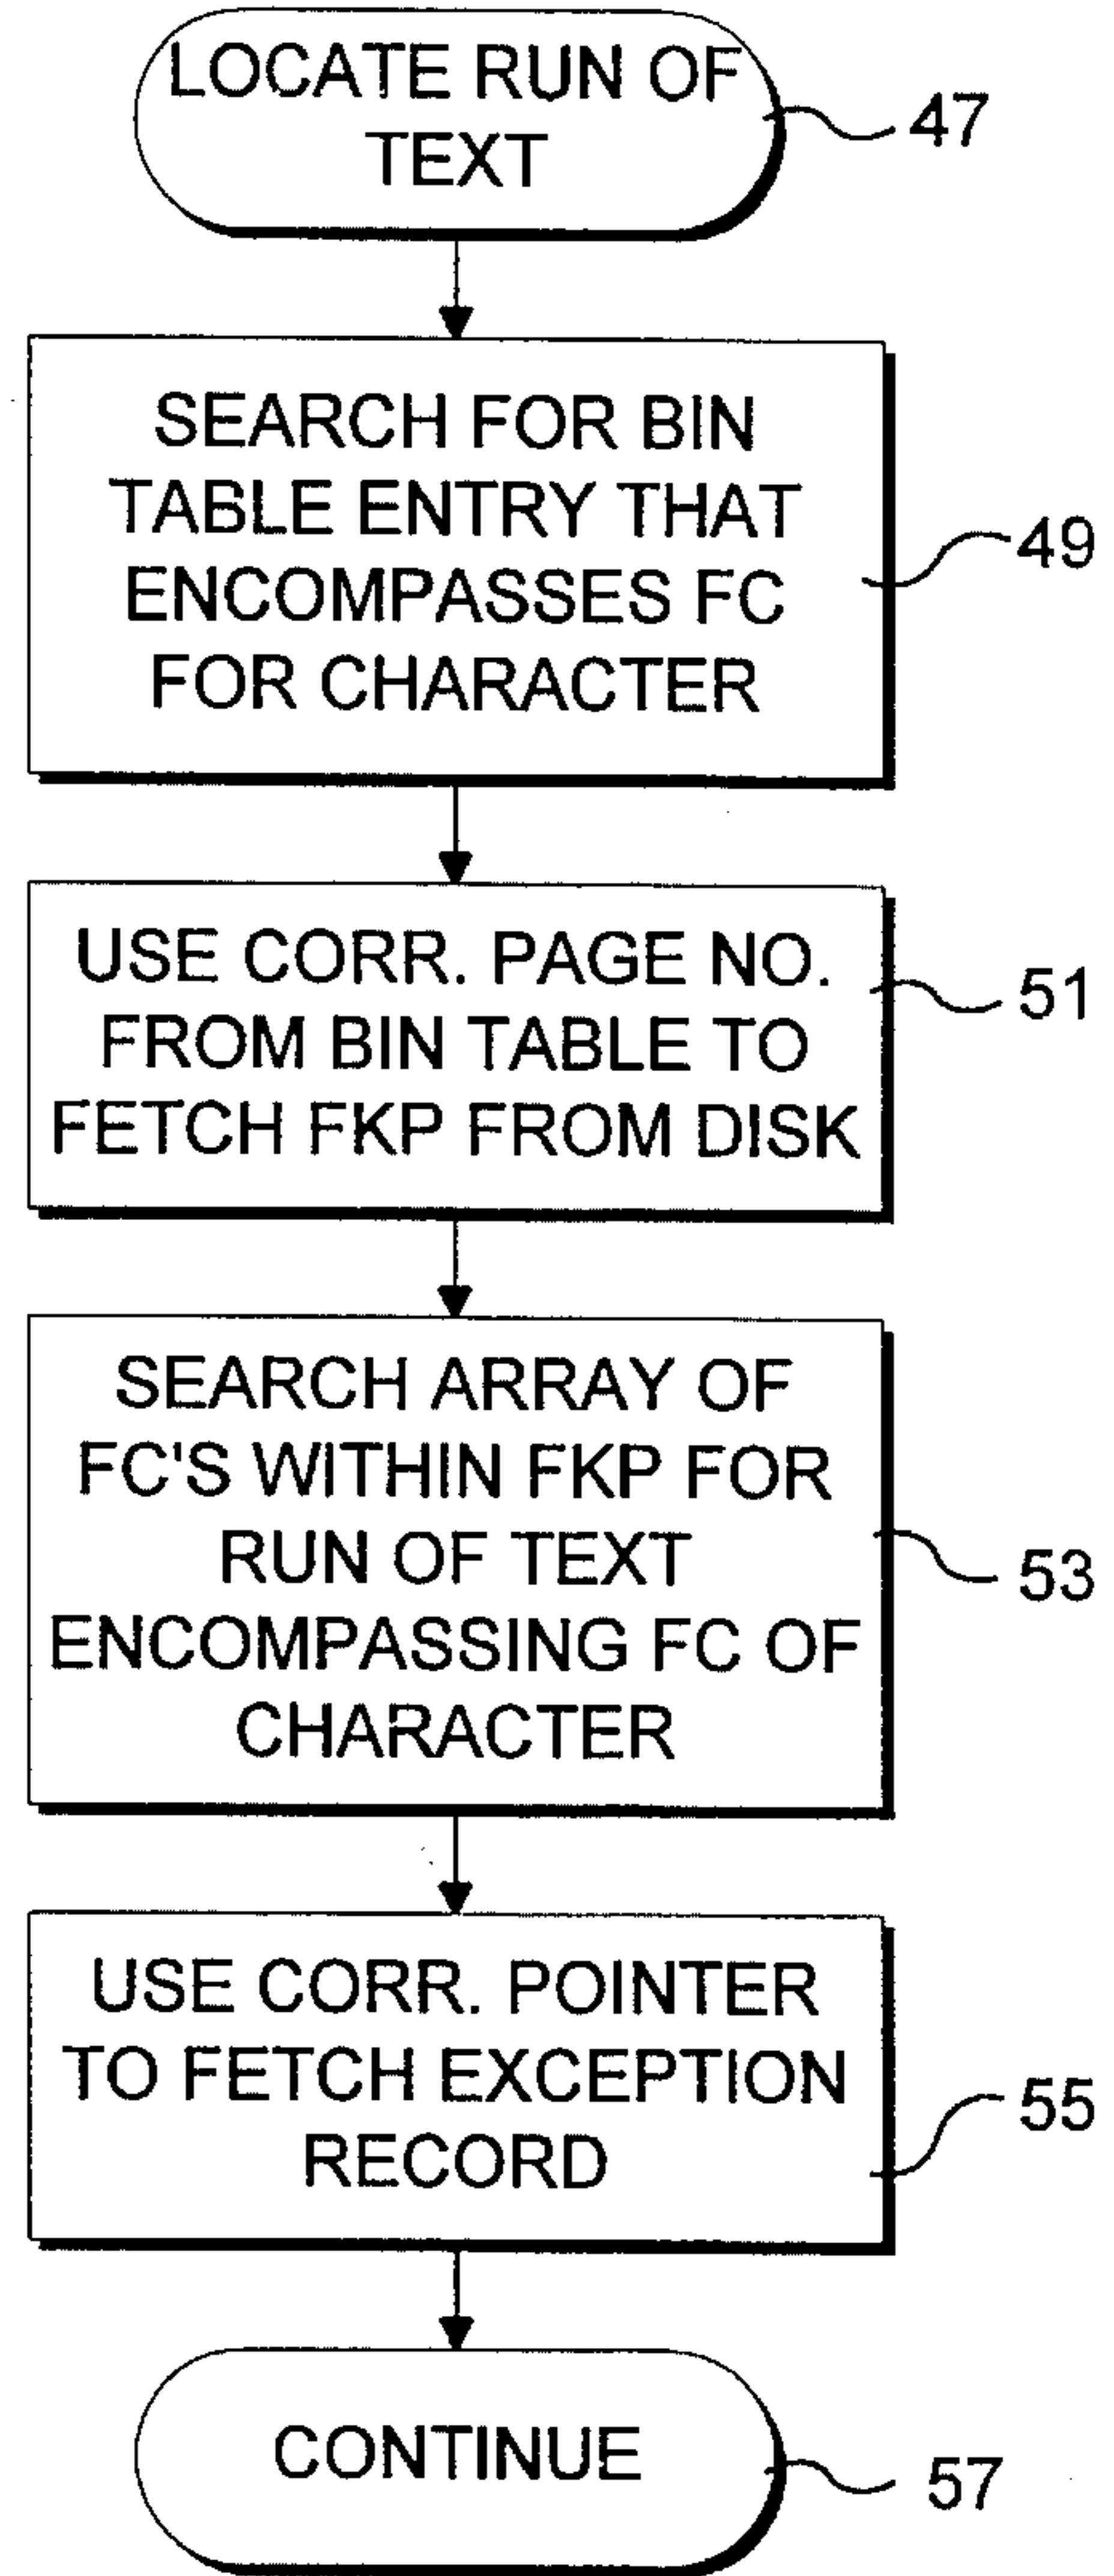 LOCATE RUN OF
TEXT
47
SEARCH FOR BIN
TABLE ENTRY THAT
ENCOMPASSES FC
FOR CHARACTER
49
USE CORR. PAGE NO.
FROM BIN TABLE TO
FETCH FKP FROM DISK
51
SEARCH ARRAY OF
FC'S WITHIN FKP FOR
RUN OF TEXT
ENCOMPASSING FC OF
CHARACTER
53
USE CORR. POINTER
TO FETCH EXCEPTION
RECORD
55
CONTINUE
57